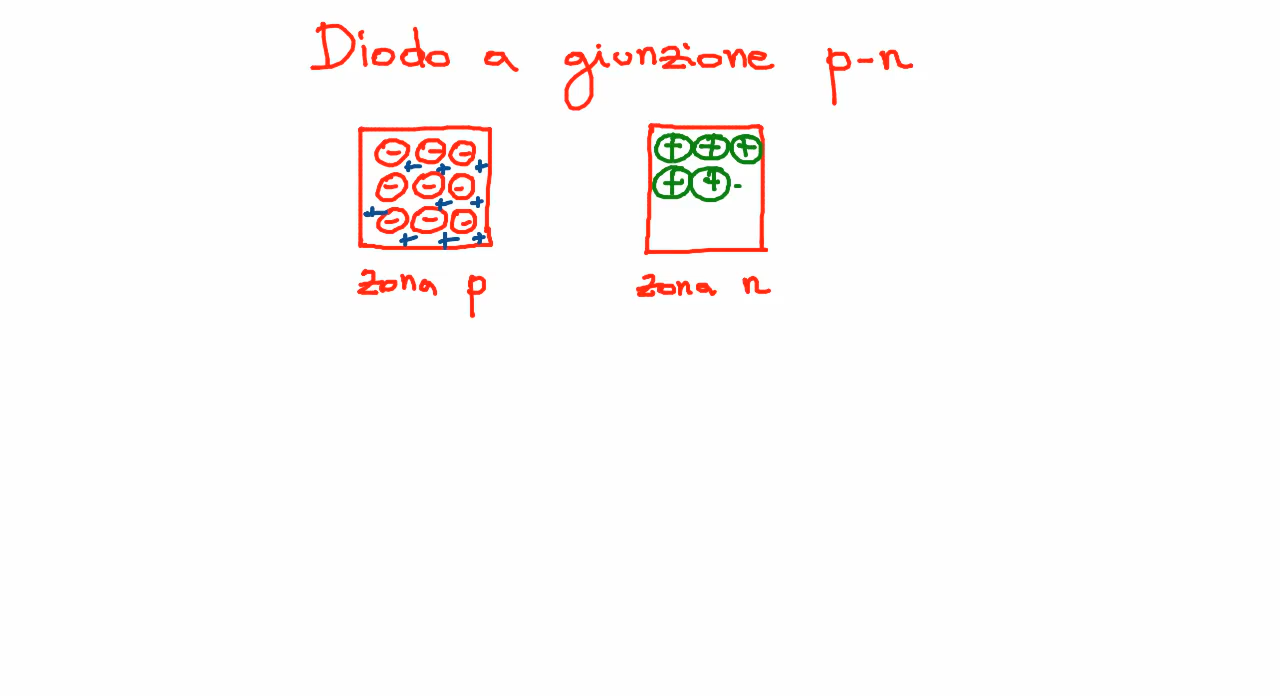 Diodo a giunzione p-n
- - - + + +
- - - + + + +
- - - + +
+ + + -
zona p zona n